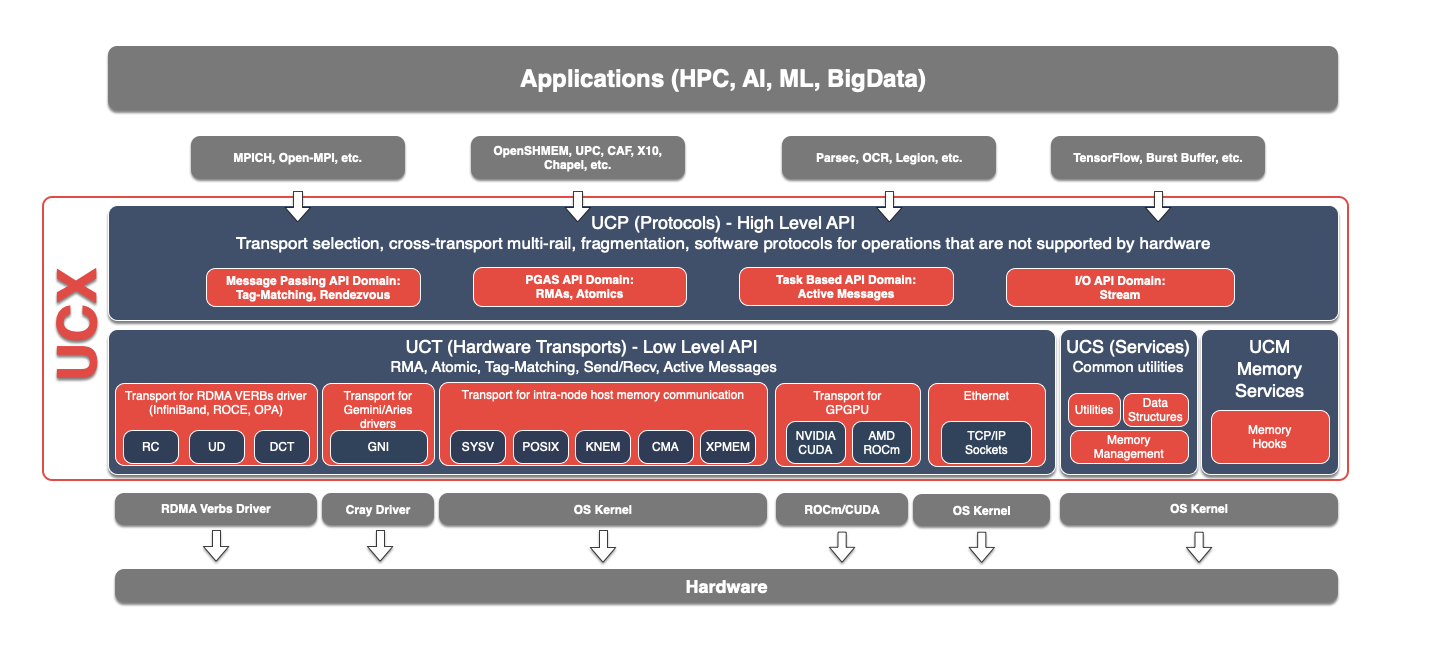 Applications (HPC, AI, ML, BigData)
MPICH, Open-MPI, etc.
OpenSHMEM, UPC, CAF, X10,
Chapel, etc.
Parsec, OCR, Legion, etc.
TensorFlow, Burst Buffer, etc.
UCX
UCP (Protocols) - High Level API
Transport selection, cross-transport multi-rail, fragmentation, software protocols for operations that are not supported by hardware
Message Passing API Domain:
Tag-Matching, Rendezvous
PGAS API Domain:
RMAs, Atomics
Task Based API Domain:
Active Messages
I/O API Domain:
Stream
UCT (Hardware Transports) - Low Level API
RMA, Atomic, Tag-Matching, Send/Recv, Active Messages
Transport for RDMA VERBs driver
(InfiniBand, ROCE, OPA)
RC
UD
DCT
Transport for
Gemini/Aries
drivers
GNI
Transport for intra-node host memory communication
SYSV
POSIX
KNEM
CMA
XPMEM
Transport for
GPGPU
NVIDIA
CUDA
AMD
ROCm
Ethernet
TCP/IP
Sockets
UCS (Services)
Common utilities
Utilities
Data
Structures
Memory
Management
UCM
Memory
Services
Memory
Hooks
RDMA Verbs Driver
Cray Driver
OS Kernel
ROCm/CUDA
OS Kernel
OS Kernel
Hardware